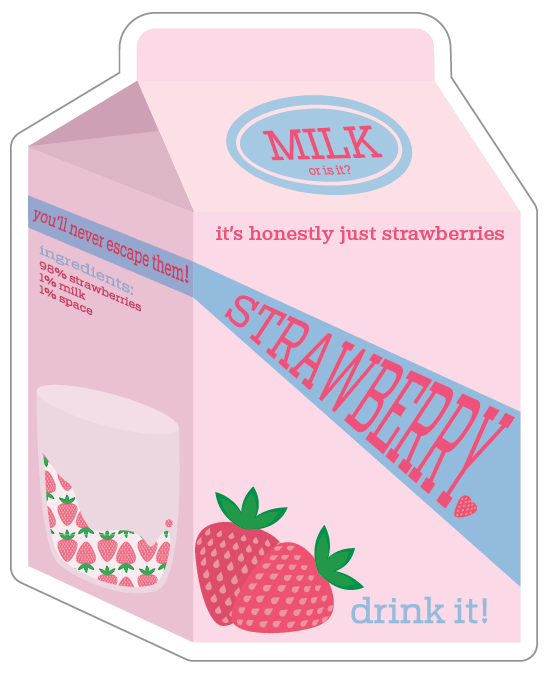 MILK
or is it?
it's honestly just strawberries
you'll never escape them!
ingredients:
98% strawberries
1% milk
1% space
STRAWBERRY
drink it!